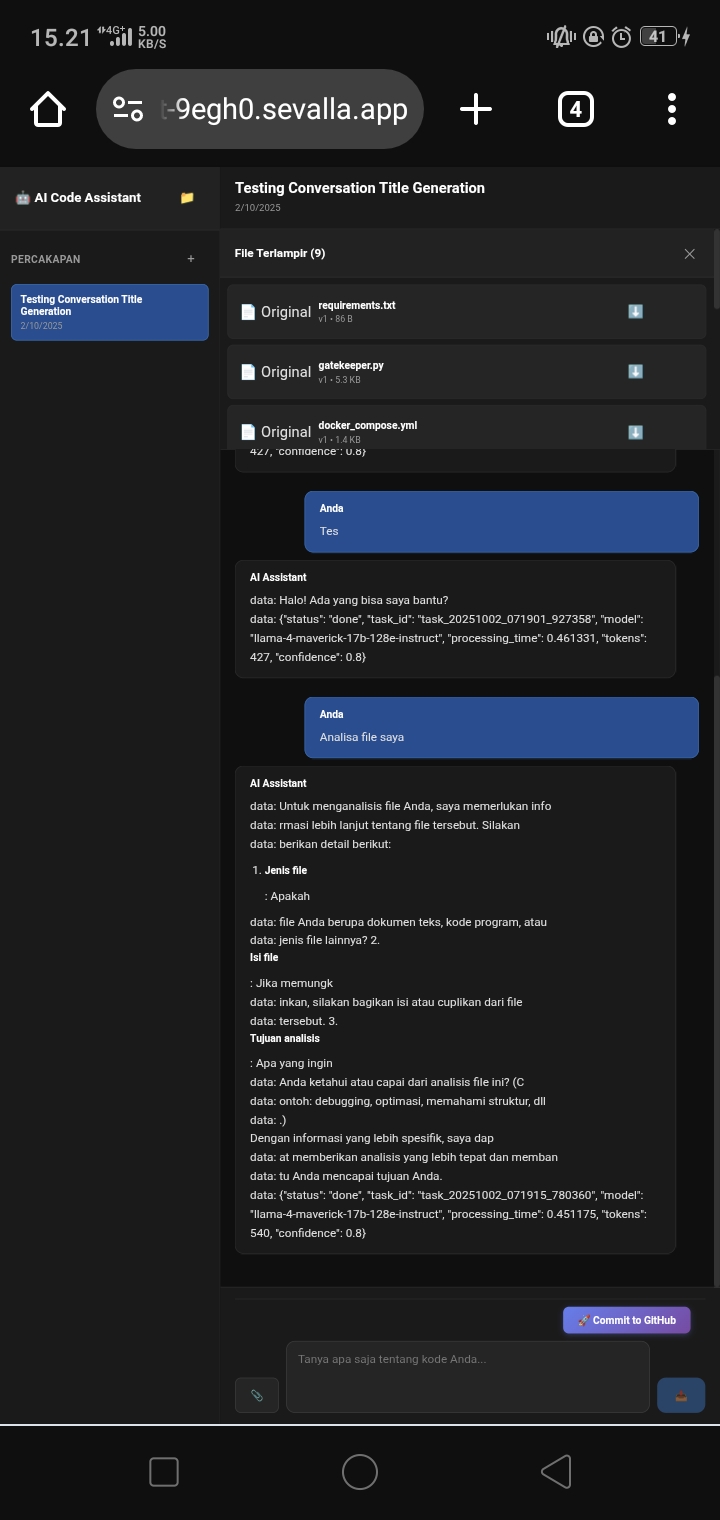 15.21 4G+ 5.00 KB/S 41
-9egh0.sevalla.app 4
AI Code Assistant
Testing Conversation Title Generation
2/10/2025
PERCAKAPAN +
Testing Conversation Title
Generation
2/10/2025
File Terlampir (9)
Original requirements.txt
v1 • 86 B
Original gatekeeper.py
v1 • 5.3 KB
Original docker_compose.yml
v1 • 1.4 KB
427, "confidence": 0.8}
Anda
Tes
AI Assistant
data: Halo! Ada yang bisa saya bantu?
data: {"status": "done", "task_id": "task_20251002_071901_927358", "model":
"llama-4-maverick-17b-128e-instruct", "processing_time": 0.461331, "tokens":
427, "confidence": 0.8}
Anda
Analisa file saya
AI Assistant
data: Untuk menganalisis file Anda, saya memerlukan info
data: rmasi lebih lanjut tentang file tersebut. Silakan
data: berikan detail berikut:
1. Jenis file
: Apakah
data: file Anda berupa dokumen teks, kode program, atau
data: jenis file lainnya? 2.
Isi file
: Jika memungk
data: inkan, silakan bagikan isi atau cuplikan dari file
data: tersebut. 3.
Tujuan analisis
: Apa yang ingin
data: Anda ketahui atau capai dari analisis file ini? (C
data: ontoh: debugging, optimasi, memahami struktur, dll
data: .)
Dengan informasi yang lebih spesifik, saya dap
data: at memberikan analisis yang lebih tepat dan memban
data: tu Anda mencapai tujuan Anda.
data: {"status": "done", "task_id": "task_20251002_071915_780360", "model":
"llama-4-maverick-17b-128e-instruct", "processing_time": 0.451175, "tokens":
540, "confidence": 0.8}
Commit to GitHub
Tanya apa saja tentang kode Anda...